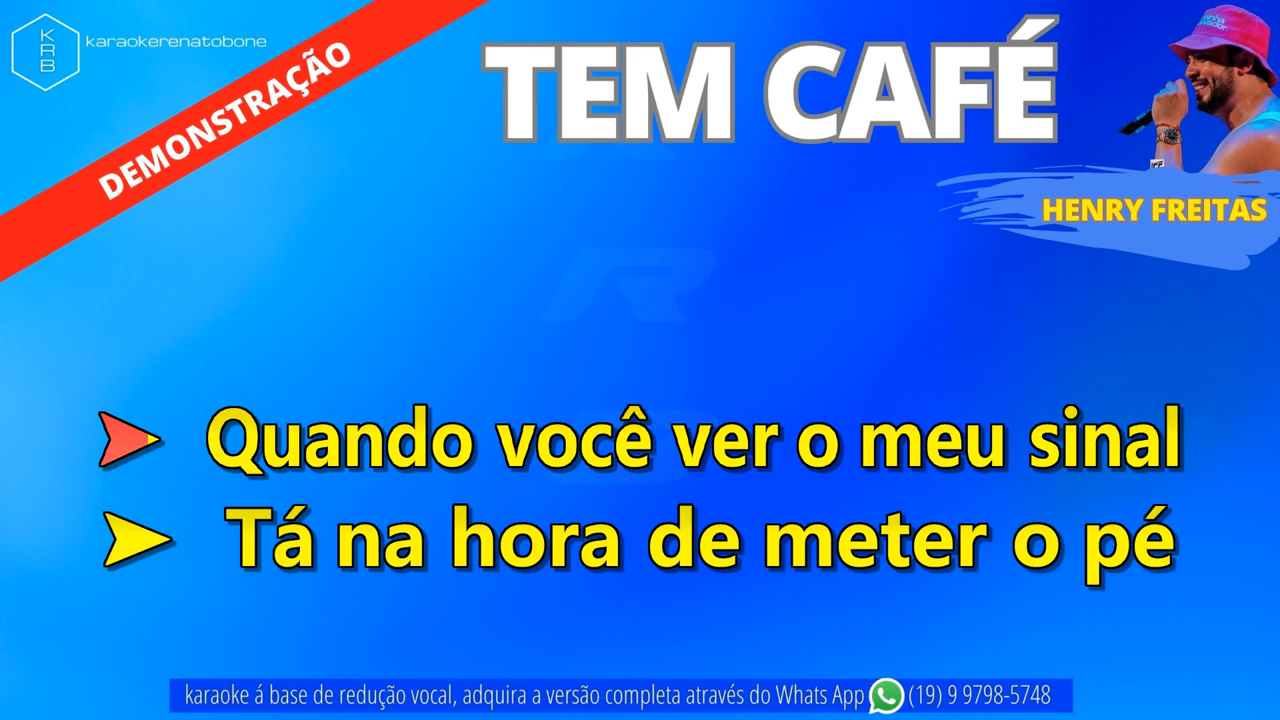 KRB
karaokerenatobone
DEMONSTRAÇÃO
TEM CAFÉ
HENRY FREITAS
Quando você ver o meu sinal
Tá na hora de meter o pé
karaoke á base de redução vocal, adquira a versão completa através do Whats App (19) 9 9798-5748